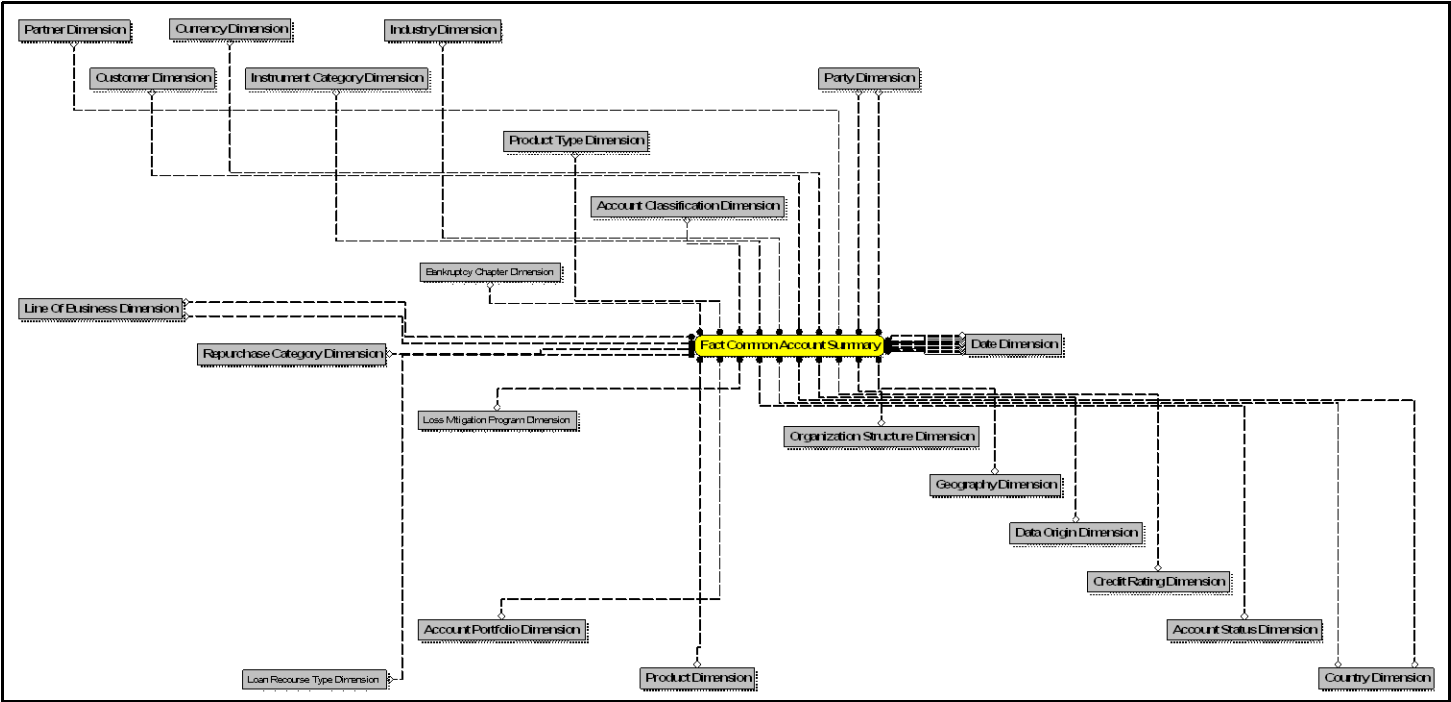 Partner Dimension
Currency Dimension
Industry Dimension
Customer Dimension
Instrument Category Dimension
Party Dimension
Product Type Dimension
Account Classification Dimension
Bankruptcy Chapter Dimension
Line Of Business Dimension
Fact Common Account Summary
Date Dimension
Repurchase Category Dimension
Loss Mitigation Program Dimension
Organization Structure Dimension
Geography Dimension
Data Origin Dimension
Credit Rating Dimension
Account Portfolio Dimension
Account Status Dimension
Loan Recourse Type Dimension
Product Dimension
Country Dimension